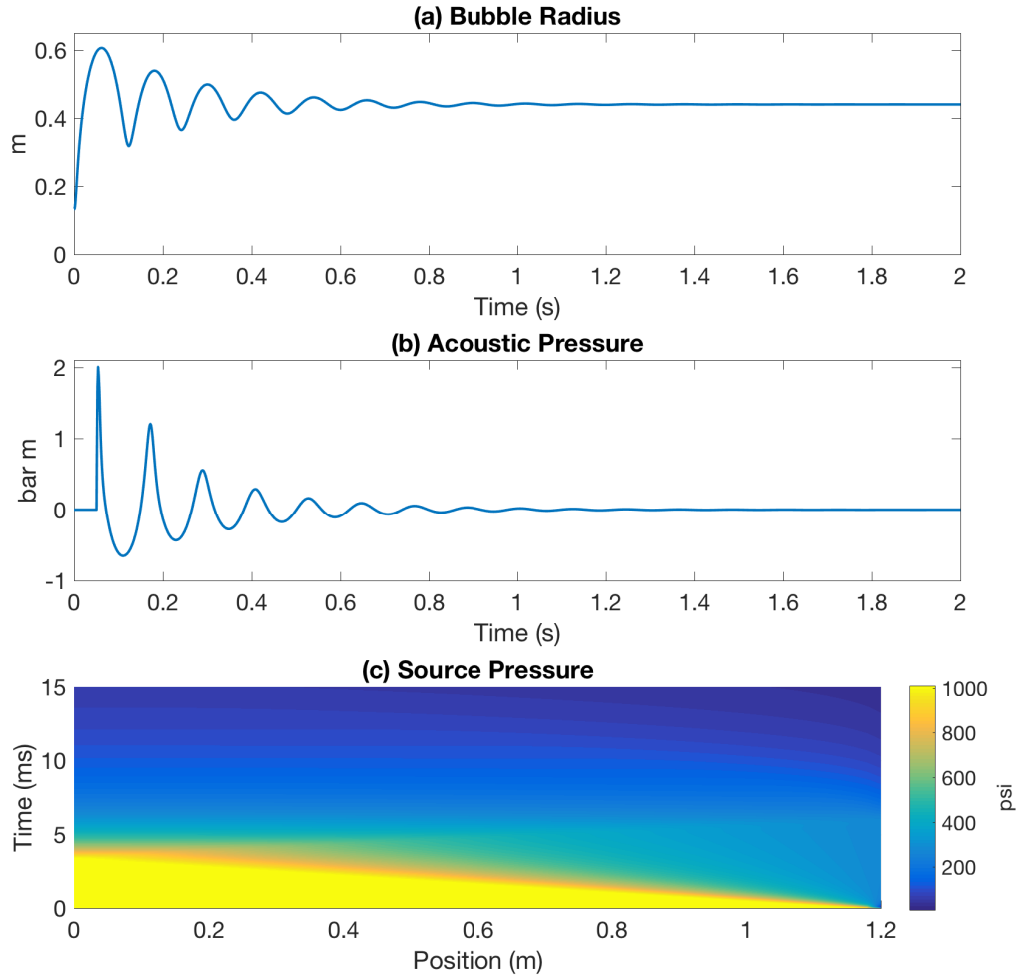 (a) Bubble Radius
0.6
0.4
0.2
0
m
0 0.2 0.4 0.6 0.8 1 1.2 1.4 1.6 1.8 2
Time (s)
(b) Acoustic Pressure
2
1
0
-1
bar m
0 0.2 0.4 0.6 0.8 1 1.2 1.4 1.6 1.8 2
Time (s)
(c) Source Pressure
15
10
5
0
Time (ms)
0 0.2 0.4 0.6 0.8 1 1.2
Position (m)
1000
800
600
400
200
psi